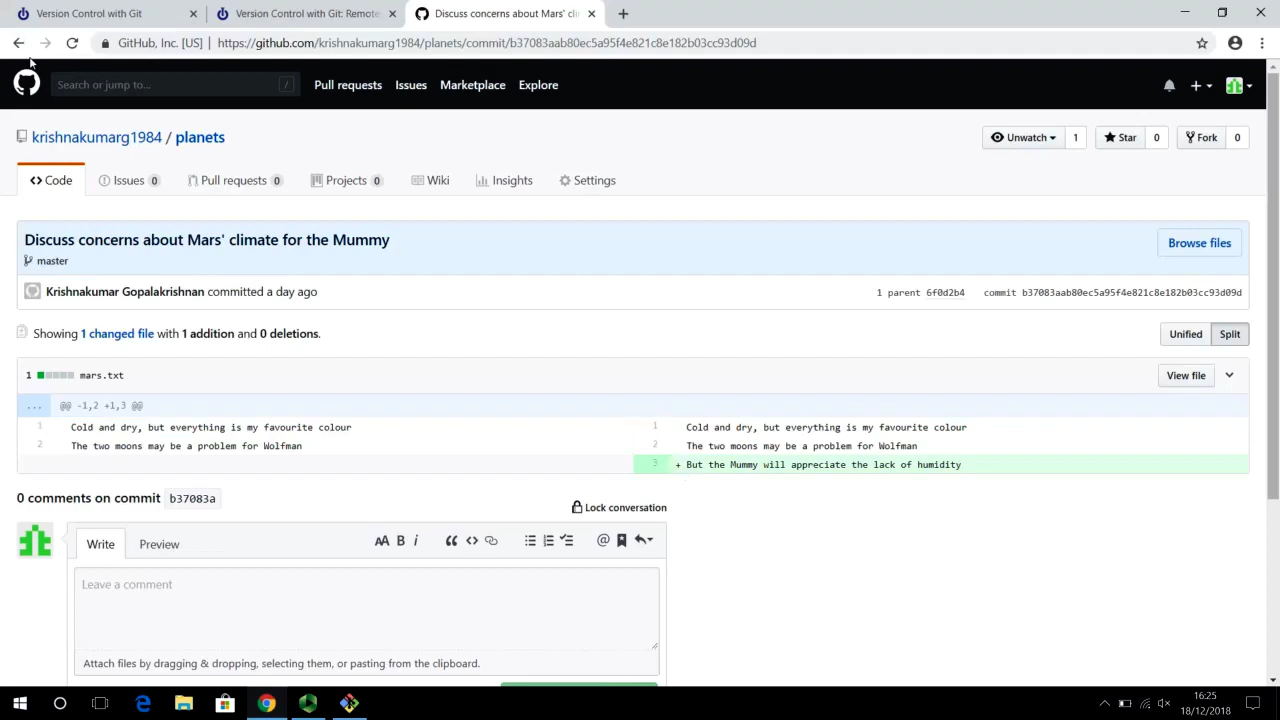 Version Control with Git
Version Control with Git: Remote
Discuss concerns about Mars' cli
GitHub, Inc. [US] | https://github.com/krishnakumarg1984/planets/commit/b37083aab80ec5a95f4e821c8e182b03cc93d09d
Search or jump to... / Pull requests Issues Marketplace Explore
krishnakumarg1984 / planets
Unwatch 1 Star 0 Fork 0
Code Issues 0 Pull requests 0 Projects 0 Wiki Insights Settings
Discuss concerns about Mars' climate for the Mummy
Browse files
master
Krishnakumar Gopalakrishnan committed a day ago
1 parent 6f0d2b4 commit b37083aab80ec5a95f4e821c8e182b03cc93d09d
Showing 1 changed file with 1 addition and 0 deletions.
Unified Split
1 mars.txt
View file
... @@ -1,2 +1,3 @@
1 Cold and dry, but everything is my favourite colour
1 Cold and dry, but everything is my favourite colour
2 The two moons may be a problem for Wolfman
2 The two moons may be a problem for Wolfman
3 + But the Mummy will appreciate the lack of humidity
0 comments on commit b37083a
Lock conversation
Write Preview
AA B i
Leave a comment
Attach files by dragging & dropping, selecting them, or pasting from the clipboard.
16:25
18/12/2018